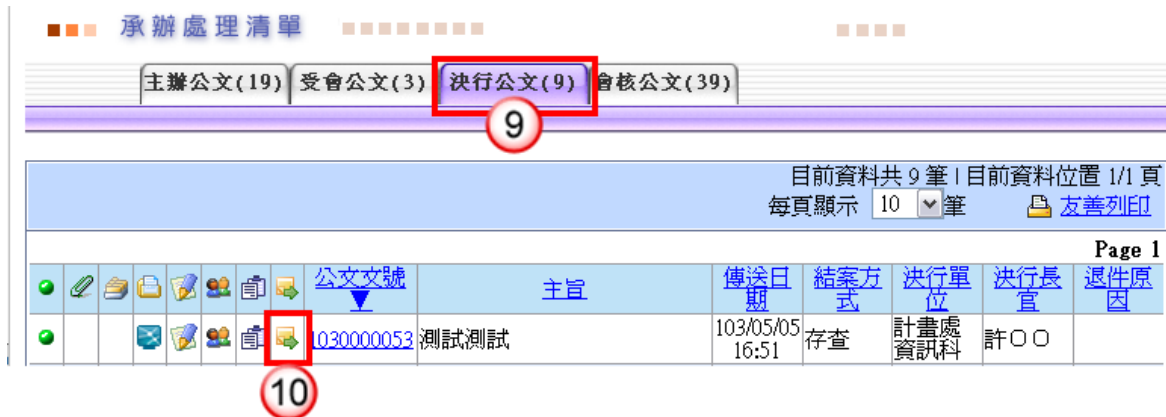 承辦處理清單
主辦公文(19) 受會公文(3) 決行公文(9) 會核公文(39)
9
目前資料共 9 筆 | 目前資料位置 1/1 頁
每頁顯示 10 筆 友善列印
Page 1
公文文號▼ 主旨 傳送日期 結案方式 決行單位 決行長官 退件原因
1030000053 測試測試 103/05/05 16:51 存查 計畫處資訊科 許○○
10